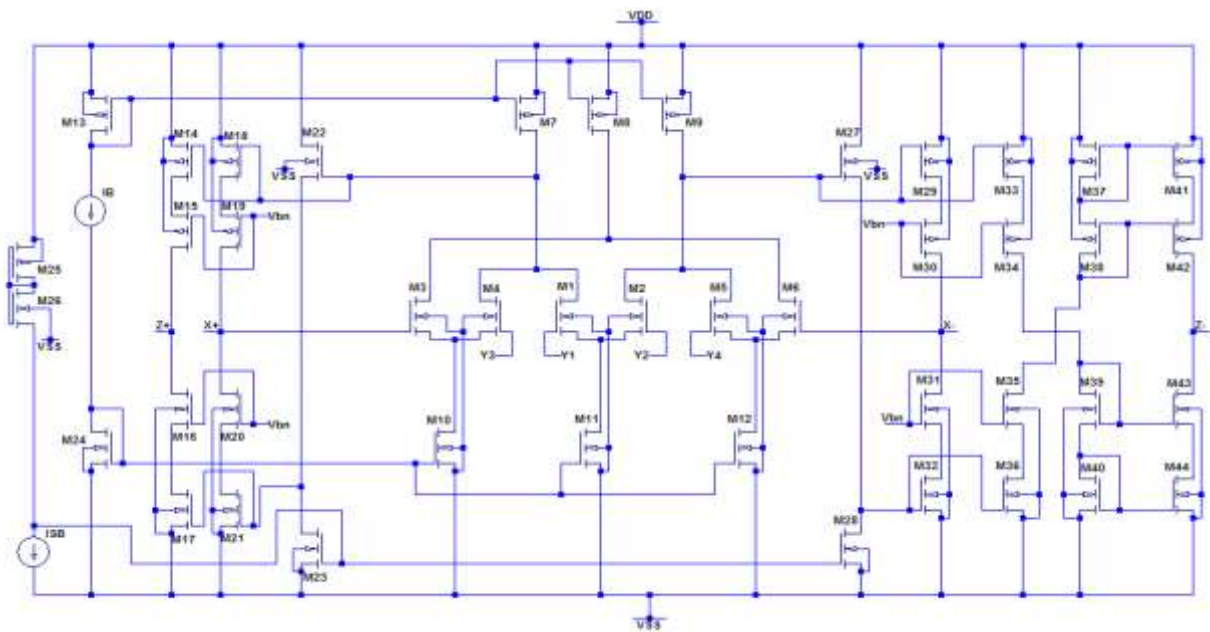 VDD
M13
M7
M8
M9
M14
M18
M22
M27
VSS
VSS
M29
M33
M37
M41
IB
M15
M19
Vbn
Vbn
M30
M34
M38
M42
M25
M26
VSS
M3
M4
M1
M2
M5
M6
Z+
X+
X-
Z-
Y3
Y1
Y2
Y4
M31
M35
M39
M43
M16
M20
Vbn
Vbn
M10
M11
M12
M24
M32
M36
M40
M44
ISB
M17
M21
M23
M28
VSS